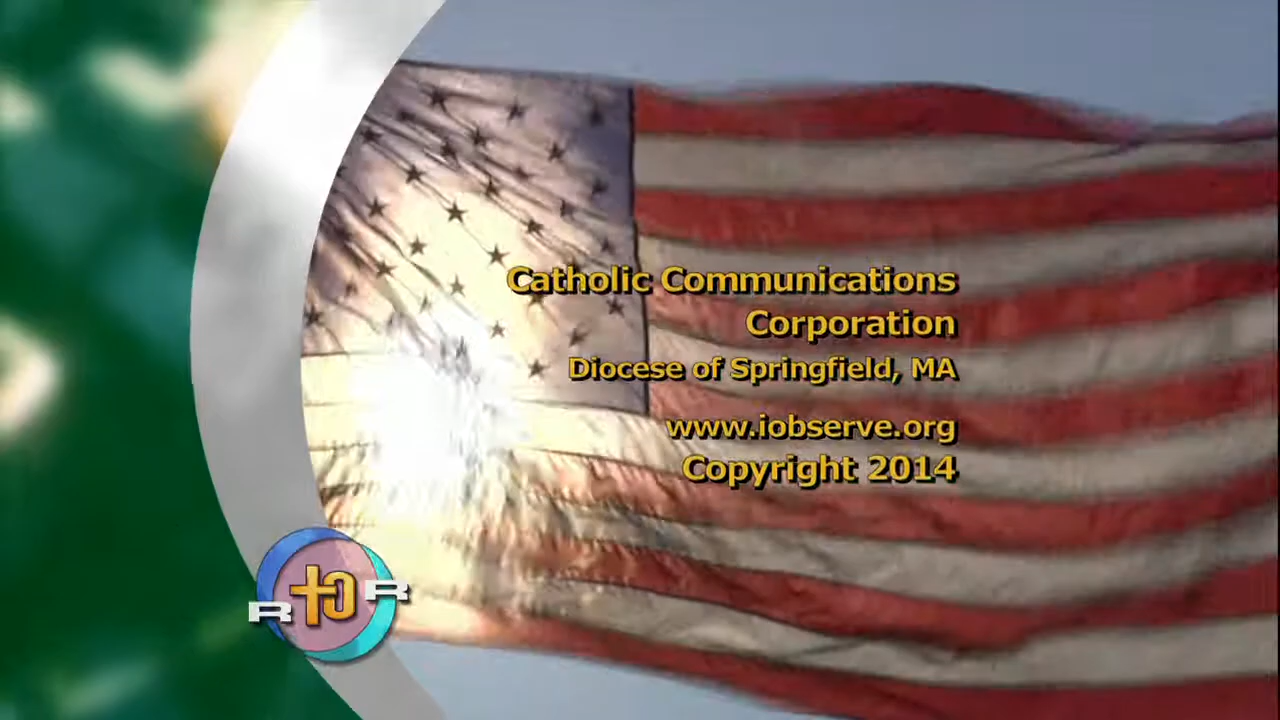 Catholic Communications
Corporation
Diocese of Springfield, MA
www.iobserve.org
Copyright 2014
R R